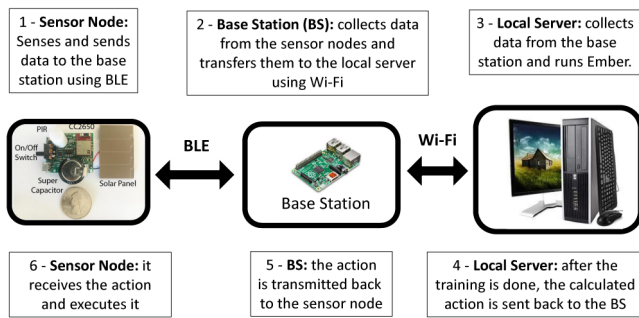 1 - Sensor Node:
Senses and sends
data to the base
station using BLE
2 - Base Station (BS): collects data
from the sensor nodes and
transfers them to the local server
using Wi-Fi
3 - Local Server: collects
data from the base
station and runs Ember.
PIR
CC2650
On/Off
Switch
Super
Capacitor
Solar Panel
BLE
Base Station
Wi-Fi
6 - Sensor Node: it
receives the action
and executes it
5 - BS: the action
is transmitted back
to the sensor node
4 - Local Server: after the
training is done, the calculated
action is sent back to the BS